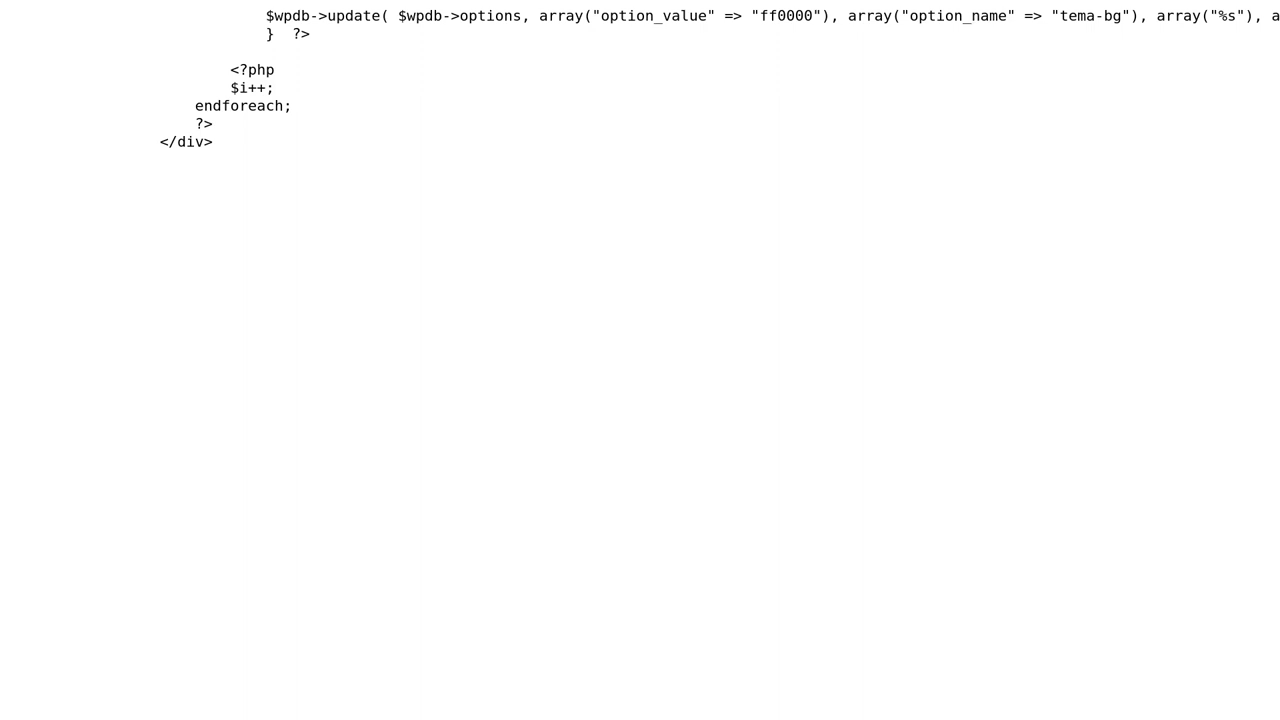 $wpdb->update( $wpdb->options, array("option_value" => "ff0000"), array("option_name" => "tema-bg"), array("%s"), a
}  ?>
<?php
$i++;
endforeach;
?>
</div>